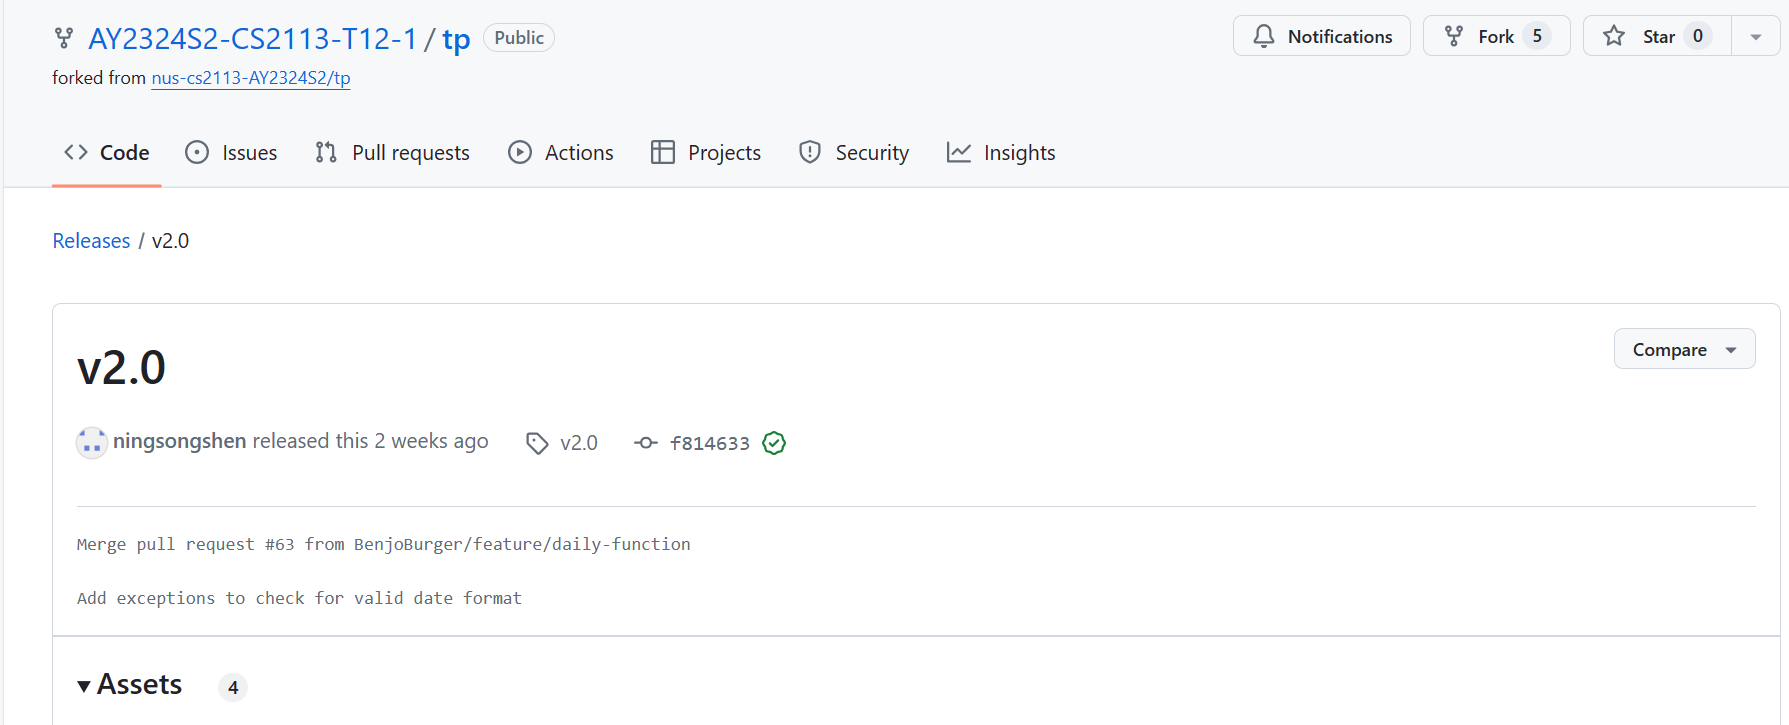 AY2324S2-CS2113-T12-1 / tp Public Notifications Fork 5 Star 0
forked from nus-cs2113-AY2324S2/tp
Code Issues Pull requests Actions Projects Security Insights
Releases / v2.0
v2.0
Compare
ningsongshen released this 2 weeks ago v2.0 f814633
Merge pull request #63 from BenjoBurger/feature/daily-function
Add exceptions to check for valid date format
Assets 4